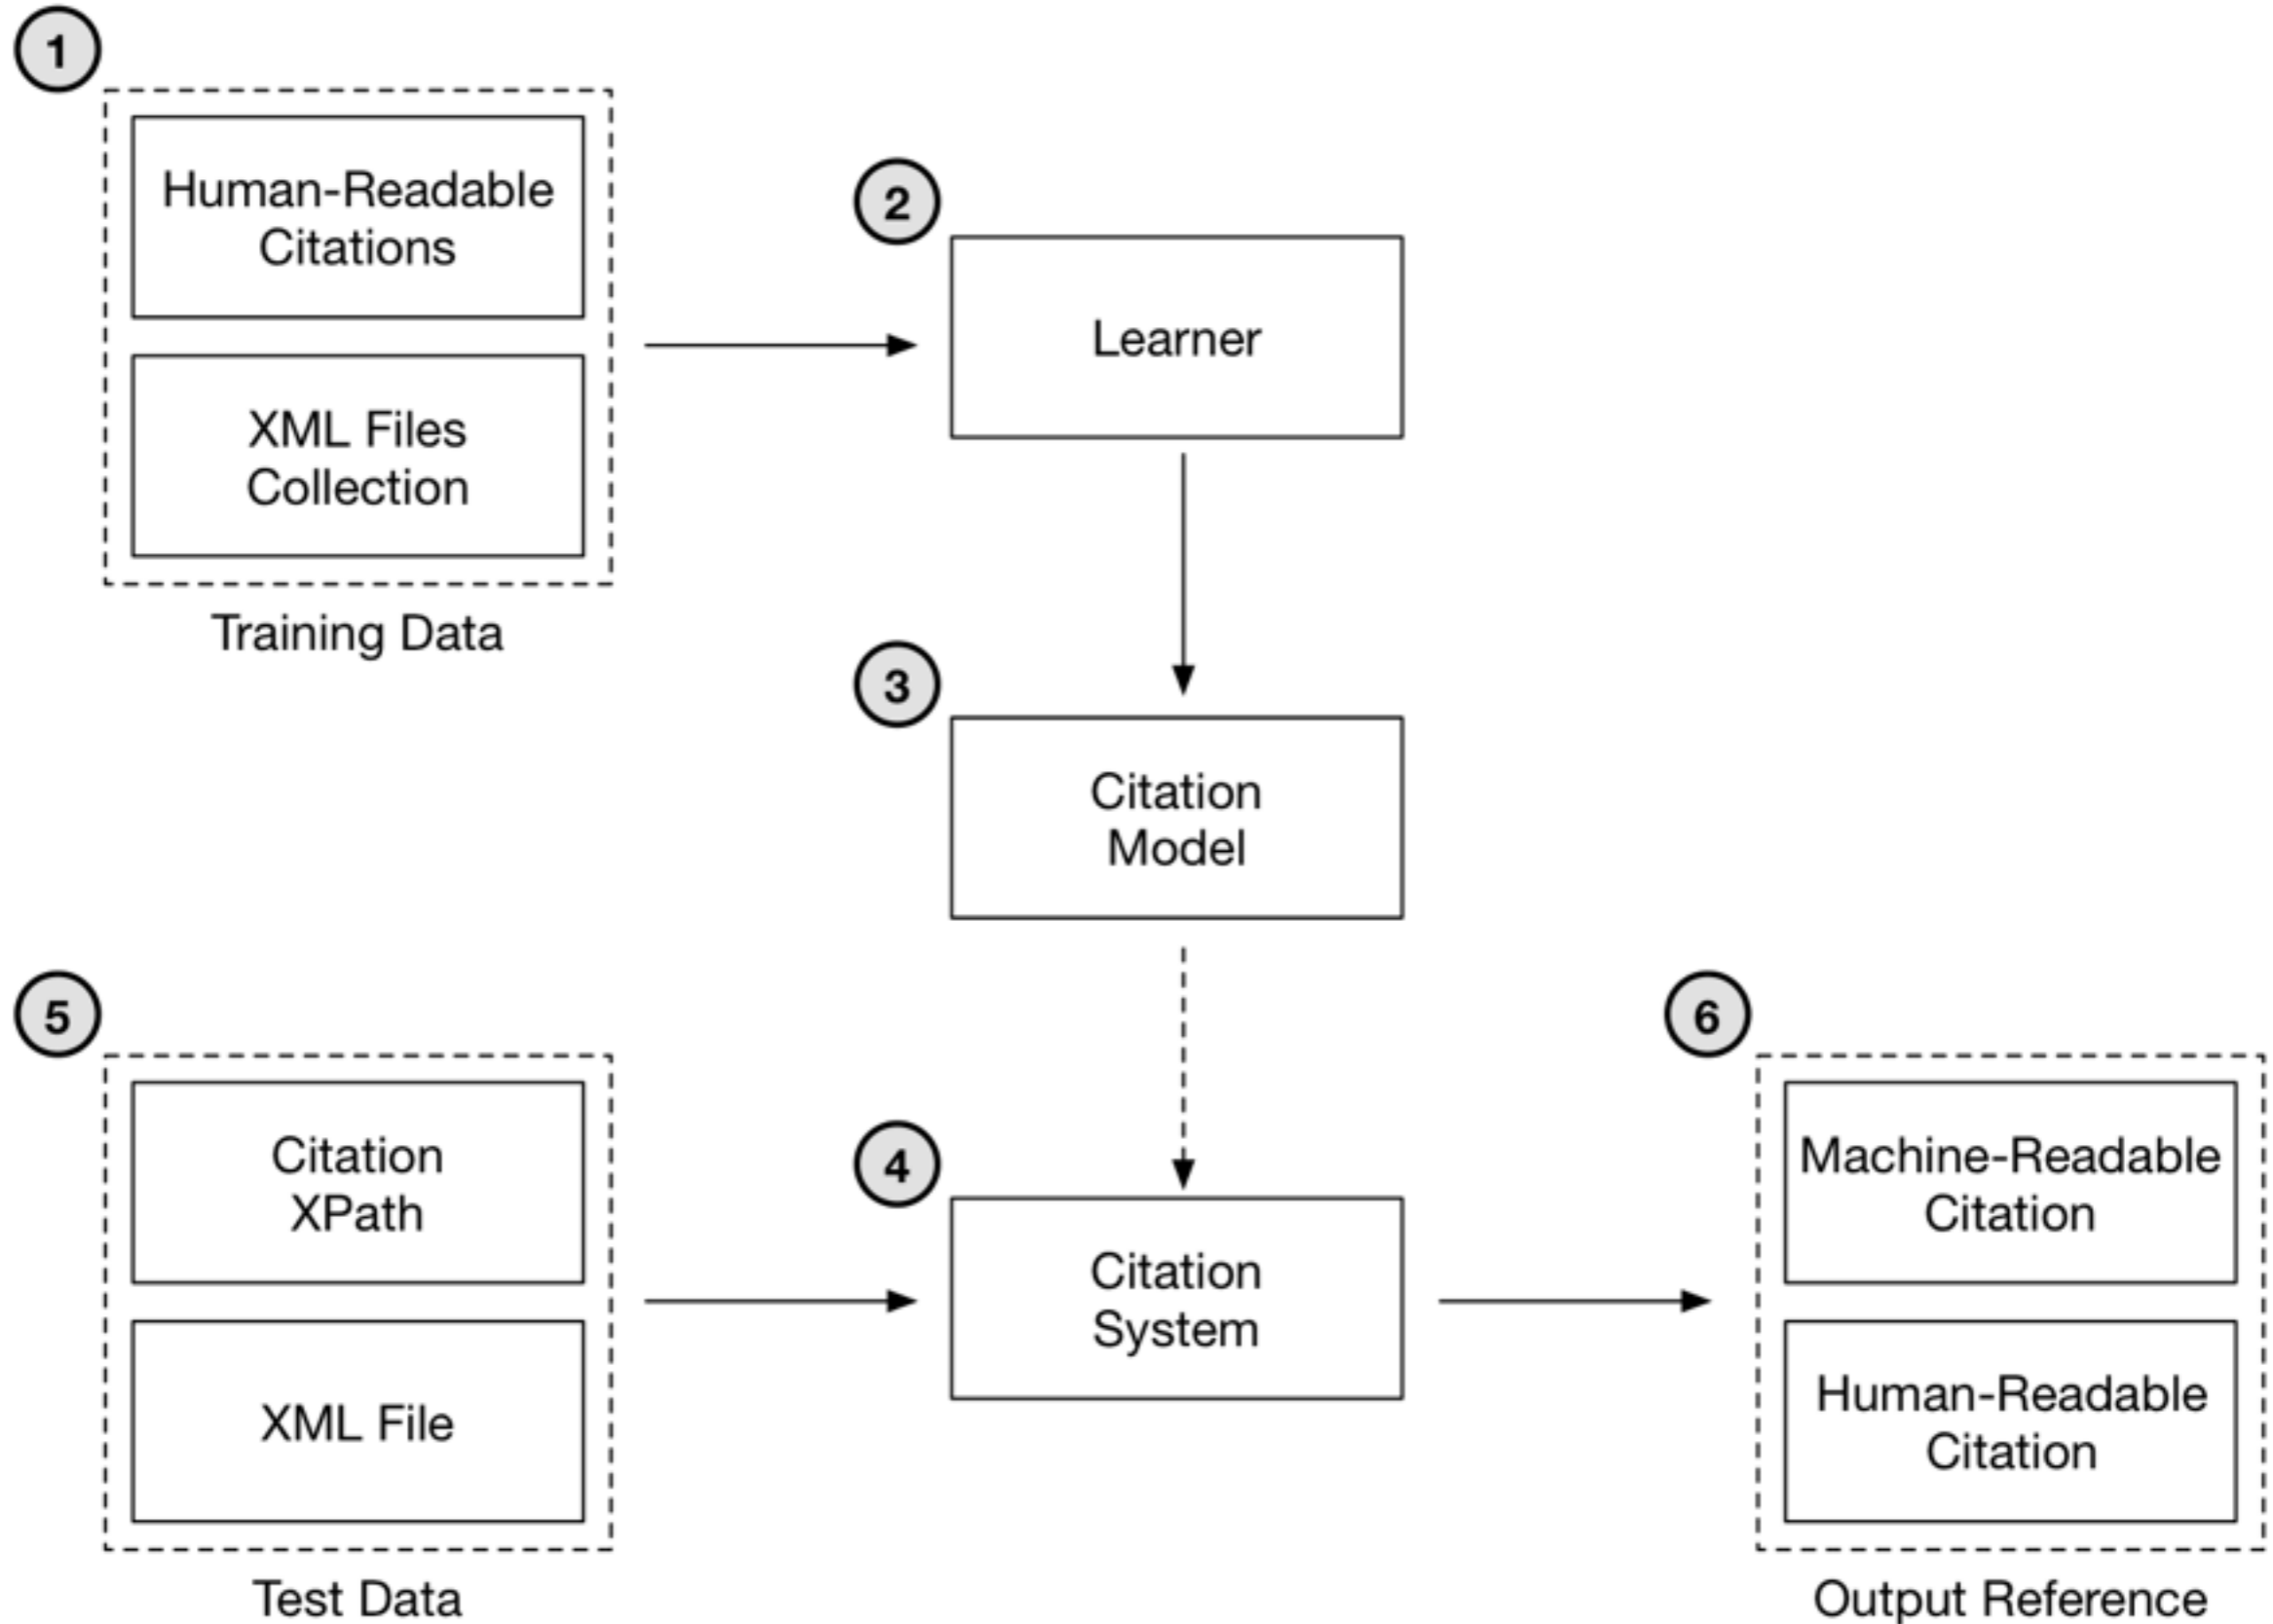 1
Human-Readable
Citations
XML Files
Collection
Training Data
2
Learner
3
Citation
Model
4
Citation
System
5
Citation
XPath
XML File
Test Data
6
Machine-Readable
Citation
Human-Readable
Citation
Output Reference